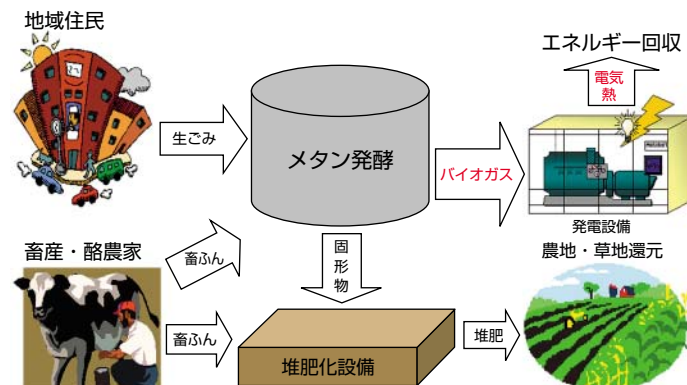 地域住民
生ごみ
メタン発酵
バイオガス
エネルギー回収
電気
熱
発電設備
畜産・酪農家
畜ふん
畜ふん
固形物
堆肥化設備
堆肥
農地・草地還元